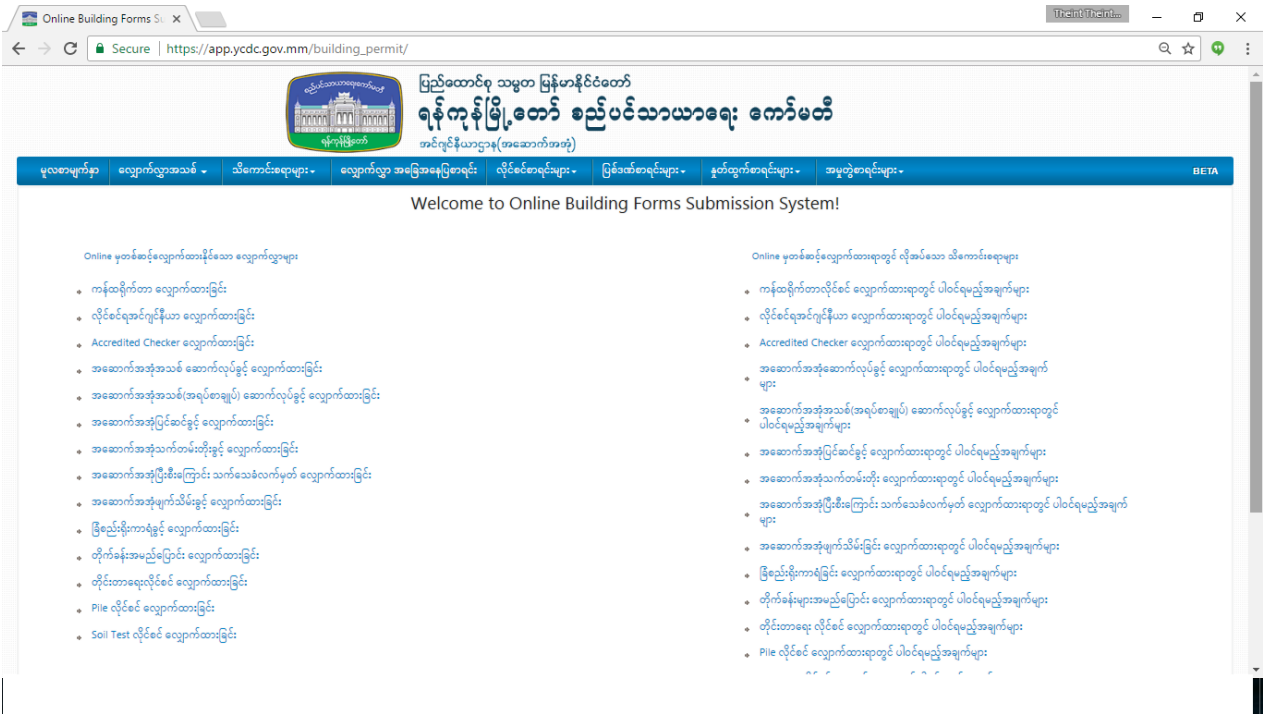 Online Building Forms Su
Theint Theint...
Secure | https://app.ycdc.gov.mm/building_permit/
စည်ပင်သာယာရေးကော်မတီ
ရန်ကုန်မြို့တော်
ပြည်ထောင်စု သမ္မတ မြန်မာနိုင်ငံတော်
ရန်ကုန်မြို့တော် စည်ပင်သာယာရေး ကော်မတီ
အင်ဂျင်နီယာဌာန(အဆောက်အအုံ)
မူလစာမျက်နှာ လျှောက်လွှာအသစ် သိကောင်းစရာများ လျှောက်လွှာ အခြေအနေပြစာရင်း လိုင်စင်စာရင်းများ ပြစ်ဒဏ်စာရင်းများ နှုတ်ထွက်စာရင်းများ အမှုတွဲစာရင်းများ BETA
Welcome to Online Building Forms Submission System!
Online မှတစ်ဆင့်လျှောက်ထားနိုင်သော လျှောက်လွှာများ
ကန်ထရိုက်တာ လျှောက်ထားခြင်း
လိုင်စင်ရအင်ဂျင်နီယာ လျှောက်ထားခြင်း
Accredited Checker လျှောက်ထားခြင်း
အဆောက်အအုံအသစ် ဆောက်လုပ်ခွင့် လျှောက်ထားခြင်း
အဆောက်အအုံအသစ်(အရပ်စာချုပ်) ဆောက်လုပ်ခွင့် လျှောက်ထားခြင်း
အဆောက်အအုံပြင်ဆင်ခွင့် လျှောက်ထားခြင်း
အဆောက်အအုံသက်တမ်းတိုးခွင့် လျှောက်ထားခြင်း
အဆောက်အအုံပြီးစီးကြောင်း သက်သေခံလက်မှတ် လျှောက်ထားခြင်း
အဆောက်အအုံဖျက်သိမ်းခွင့် လျှောက်ထားခြင်း
ခြံစည်းရိုးကာရံခွင့် လျှောက်ထားခြင်း
တိုက်ခန်းအမည်ပြောင်း လျှောက်ထားခြင်း
တိုင်းတာရေးလိုင်စင် လျှောက်ထားခြင်း
Pile လိုင်စင် လျှောက်ထားခြင်း
Soil Test လိုင်စင် လျှောက်ထားခြင်း
Online မှတစ်ဆင့်လျှောက်ထားရာတွင် လိုအပ်သော သိကောင်းစရာများ
ကန်ထရိုက်တာလိုင်စင် လျှောက်ထားရာတွင် ပါဝင်ရမည့်အချက်များ
လိုင်စင်ရအင်ဂျင်နီယာ လျှောက်ထားရာတွင် ပါဝင်ရမည့်အချက်များ
Accredited Checker လျှောက်ထားရာတွင် ပါဝင်ရမည့်အချက်များ
အဆောက်အအုံဆောက်လုပ်ခွင့် လျှောက်ထားရာတွင် ပါဝင်ရမည့်အချက်
များ
အဆောက်အအုံအသစ်(အရပ်စာချုပ်) ဆောက်လုပ်ခွင့် လျှောက်ထားရာတွင်
ပါဝင်ရမည့်အချက်များ
အဆောက်အအုံပြင်ဆင်ခွင့် လျှောက်ထားရာတွင် ပါဝင်ရမည့်အချက်များ
အဆောက်အအုံသက်တမ်းတိုး လျှောက်ထားရာတွင် ပါဝင်ရမည့်အချက်များ
အဆောက်အအုံပြီးစီးကြောင်း သက်သေခံလက်မှတ် လျှောက်ထားရာတွင် ပါဝင်ရမည့်အချက်
များ
အဆောက်အအုံဖျက်သိမ်းခြင်း လျှောက်ထားရာတွင် ပါဝင်ရမည့်အချက်များ
ခြံစည်းရိုးကာရံခြင်း လျှောက်ထားရာတွင် ပါဝင်ရမည့်အချက်များ
တိုက်ခန်းများအမည်ပြောင်း လျှောက်ထားရာတွင် ပါဝင်ရမည့်အချက်များ
တိုင်းတာရေး လိုင်စင် လျှောက်ထားရာတွင် ပါဝင်ရမည့်အချက်များ
Pile လိုင်စင် လျှောက်ထားရာတွင် ပါဝင်ရမည့်အချက်များ